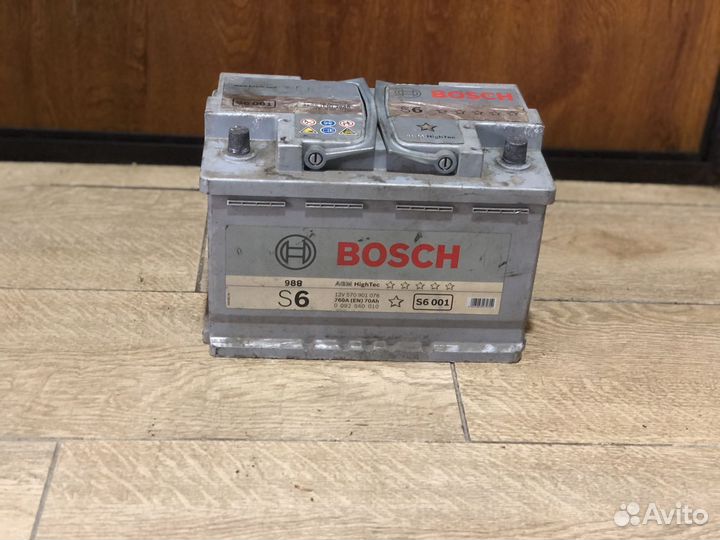 S6 001
BOSCH
S6
HighTec
BOSCH
988
S6
AGM HighTec
12V 570 901 076
760A (EN) 70Ah
0 092 S60 010
S6 001
Avito